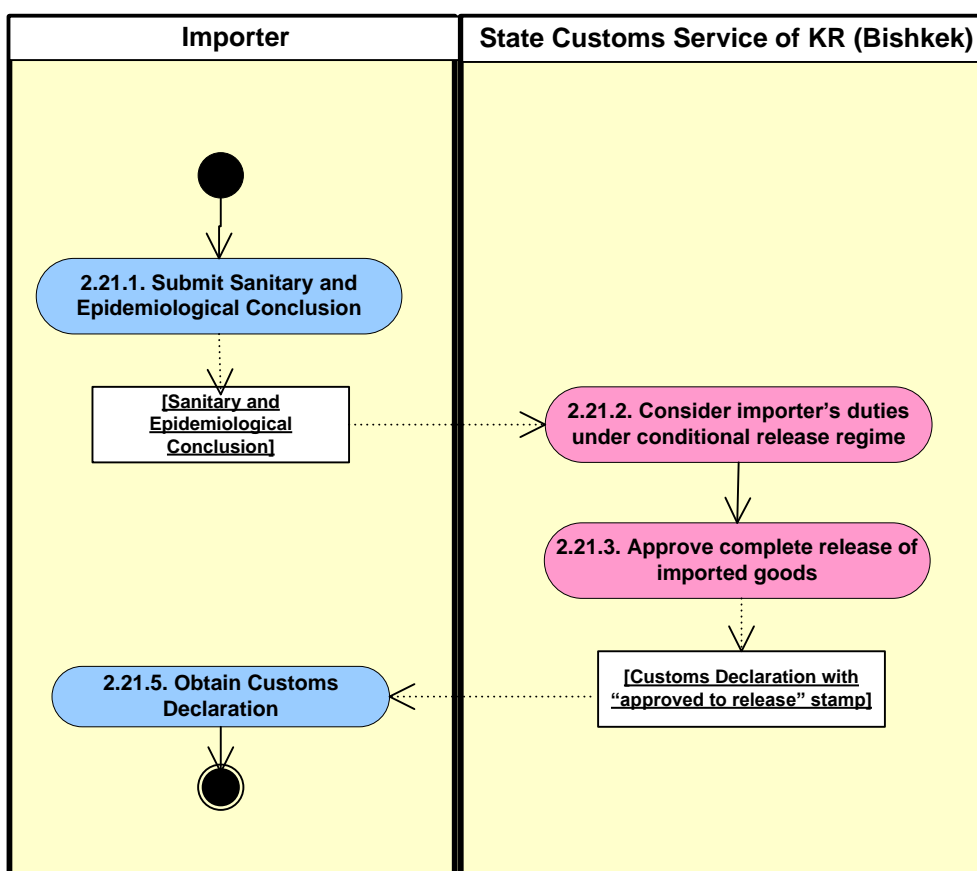 Importer
State Customs Service of KR (Bishkek)
2.21.1. Submit Sanitary and
Epidemiological Conclusion
[Sanitary and
Epidemiological
Conclusion]
2.21.2. Consider importer’s duties
under conditional release regime
2.21.3. Approve complete release of
imported goods
[Customs Declaration with
“approved to release” stamp]
2.21.5. Obtain Customs
Declaration